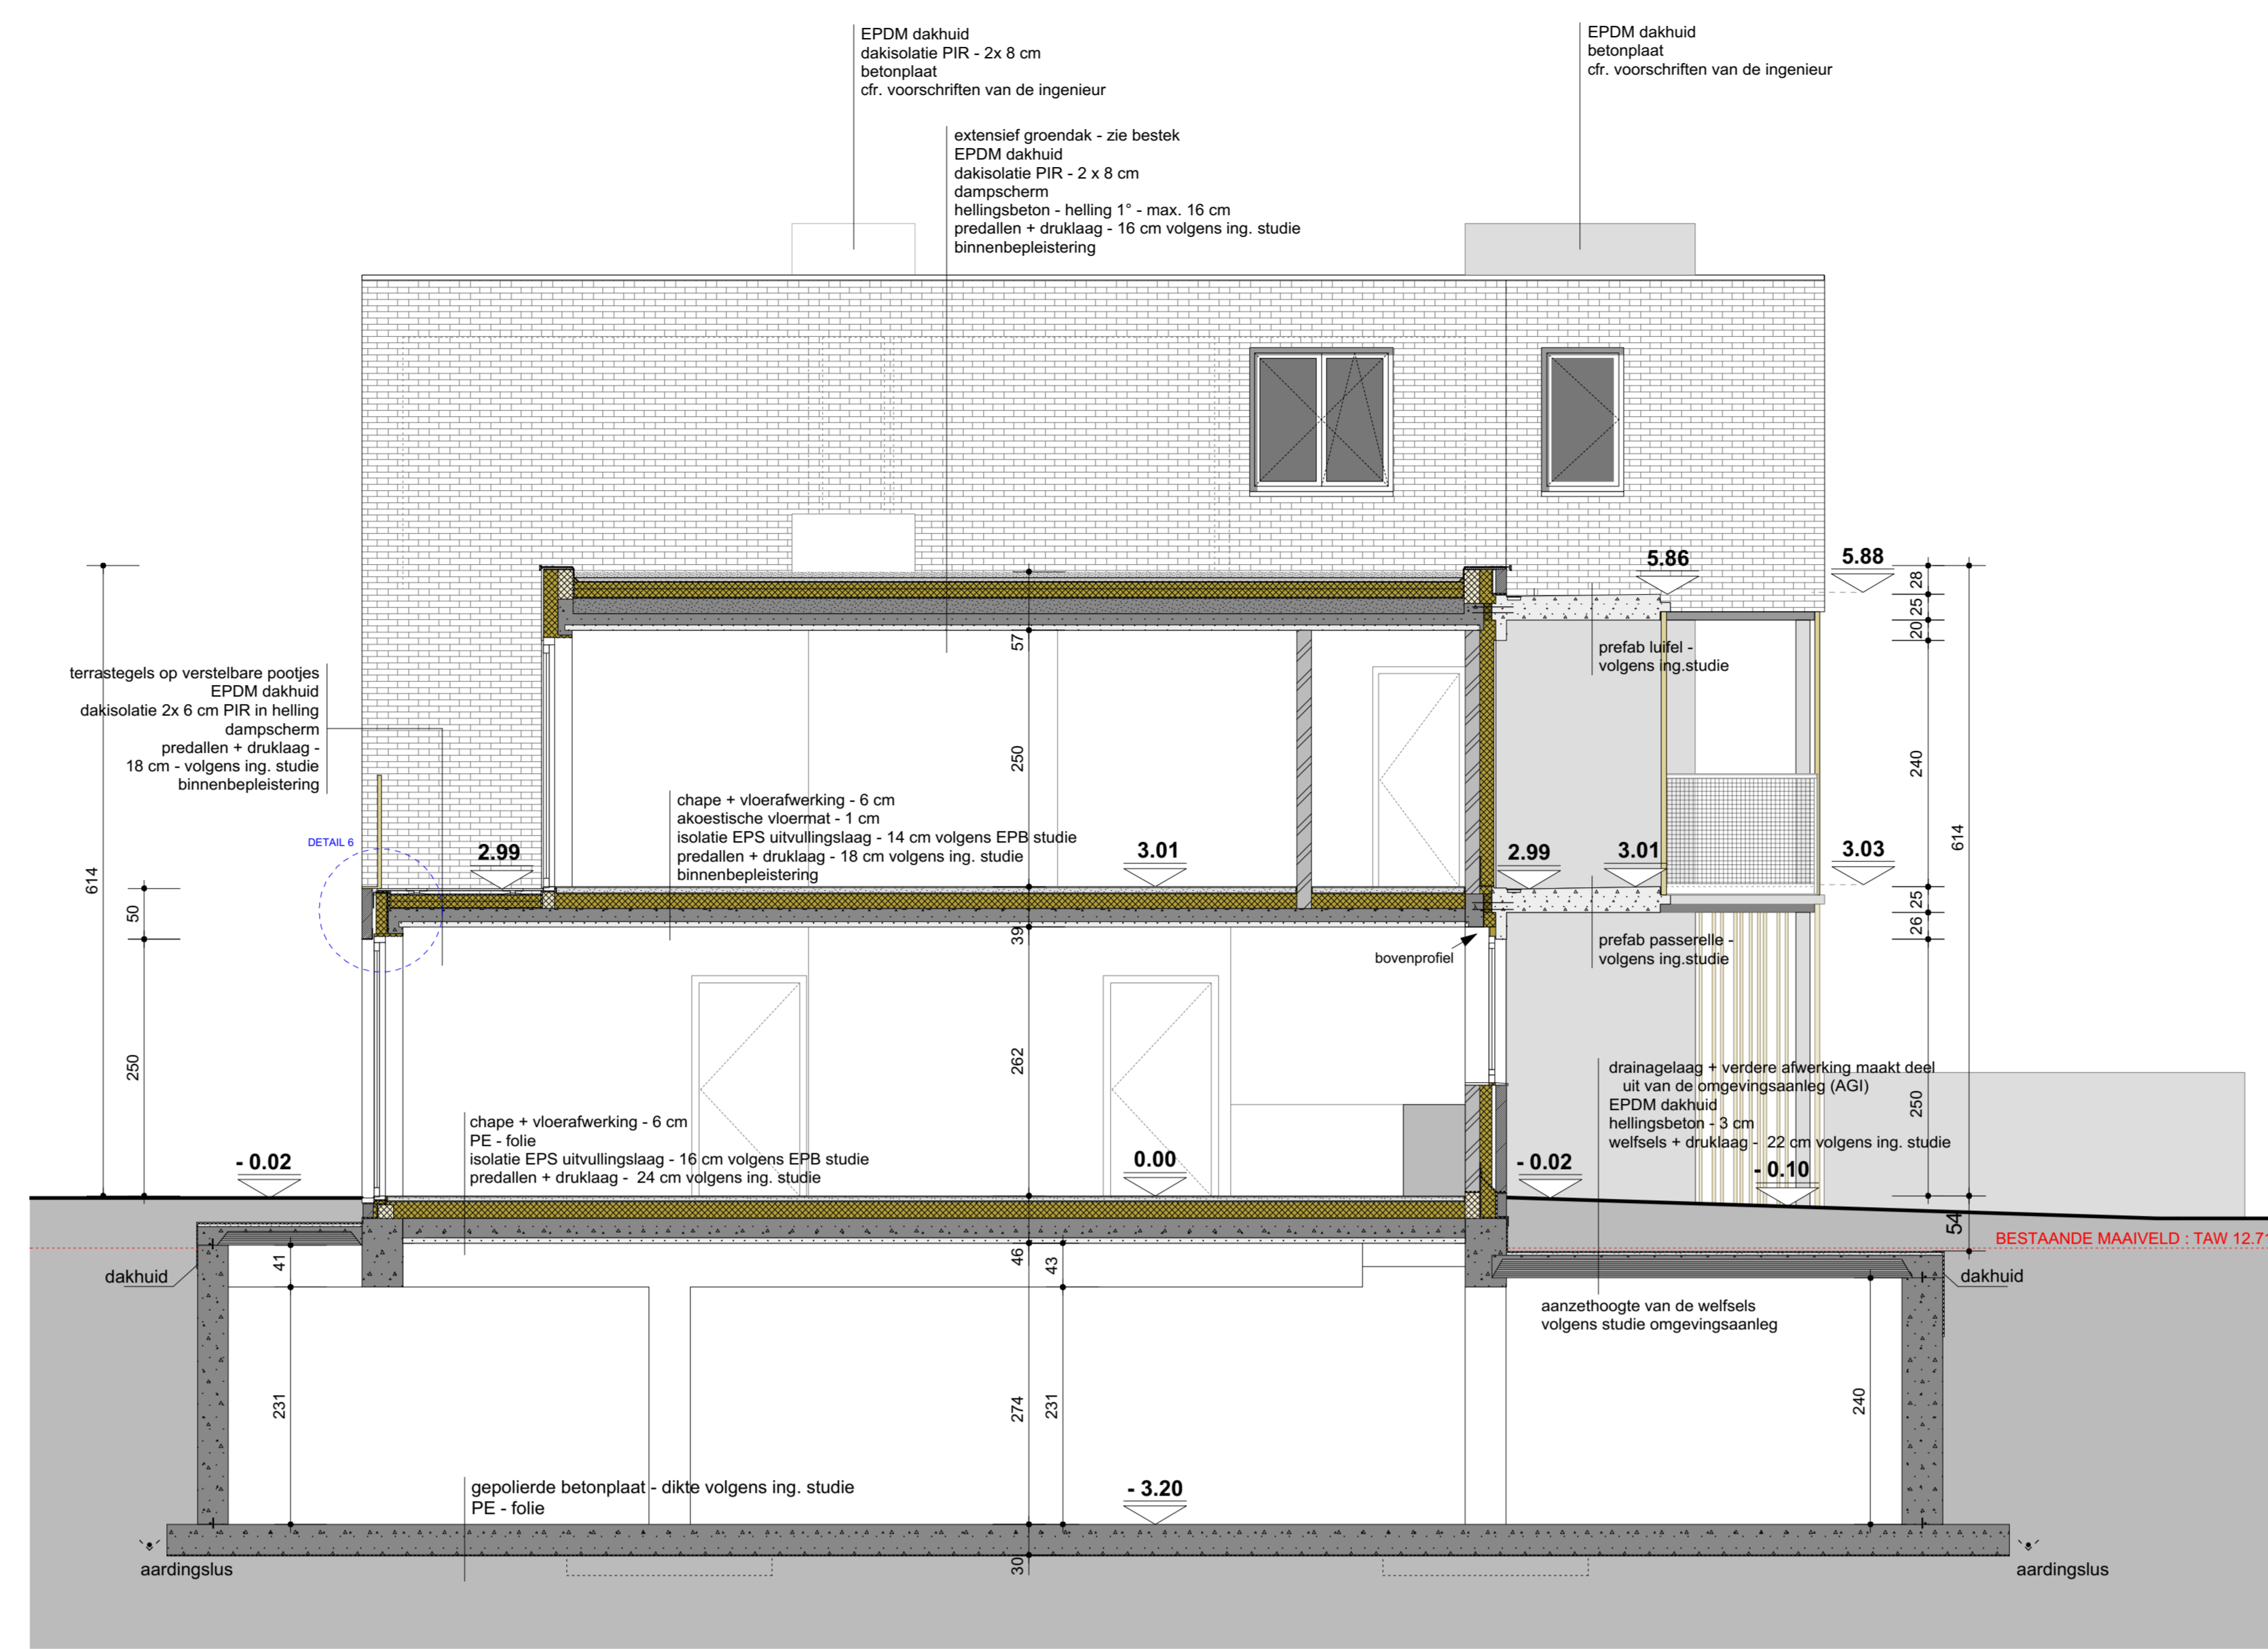 EPDM dakhuid
dakisolatie PIR - 2x 8 cm
betonplaat
cfr. voorschriften van de ingenieur
EPDM dakhuid
betonplaat
cfr. voorschriften van de ingenieur
extensief groendak - zie bestek
EPDM dakhuid
dakisolatie PIR - 2 x 8 cm
dampscherm
hellingsbeton - helling 1° - max. 16 cm
predallen + druklaag - 16 cm volgens ing. studie
binnenbepleistering
5.86
5.88
28
25
20
57
prefab luifel -
volgens ing.studie
terrastegels op verstelbare pootjes
EPDM dakhuid
dakisolatie 2x 6 cm PIR in helling
dampscherm
predallen + druklaag -
18 cm - volgens ing. studie
binnenbepleistering
250
240
chape + vloerafwerking - 6 cm
akoestische vloermat - 1 cm
isolatie EPS uitvullingslaag - 14 cm volgens EPB studie
predallen + druklaag - 18 cm volgens ing. studie
binnenbepleistering
DETAIL 6
2.99
3.01
2.99
3.01
3.03
614
614
50
25
26
39
bovenprofiel
prefab passerelle -
volgens ing.studie
250
262
250
drainagelaag + verdere afwerking maakt deel
uit van de omgevingsaanleg (AGI)
EPDM dakhuid
hellingsbeton - 3 cm
welfsels + druklaag - 22 cm volgens ing. studie
chape + vloerafwerking - 6 cm
PE - folie
isolatie EPS uitvullingslaag - 16 cm volgens EPB studie
predallen + druklaag - 24 cm volgens ing. studie
- 0.02
0.00
- 0.02
- 0.10
54
BESTAANDE MAAIVELD : TAW 12.71
41
46
43
dakhuid
dakhuid
aanzethoogte van de welfsels
volgens studie omgevingsaanleg
231
274
231
240
gepolierde betonplaat - dikte volgens ing. studie
PE - folie
- 3.20
30
aardingslus
aardingslus